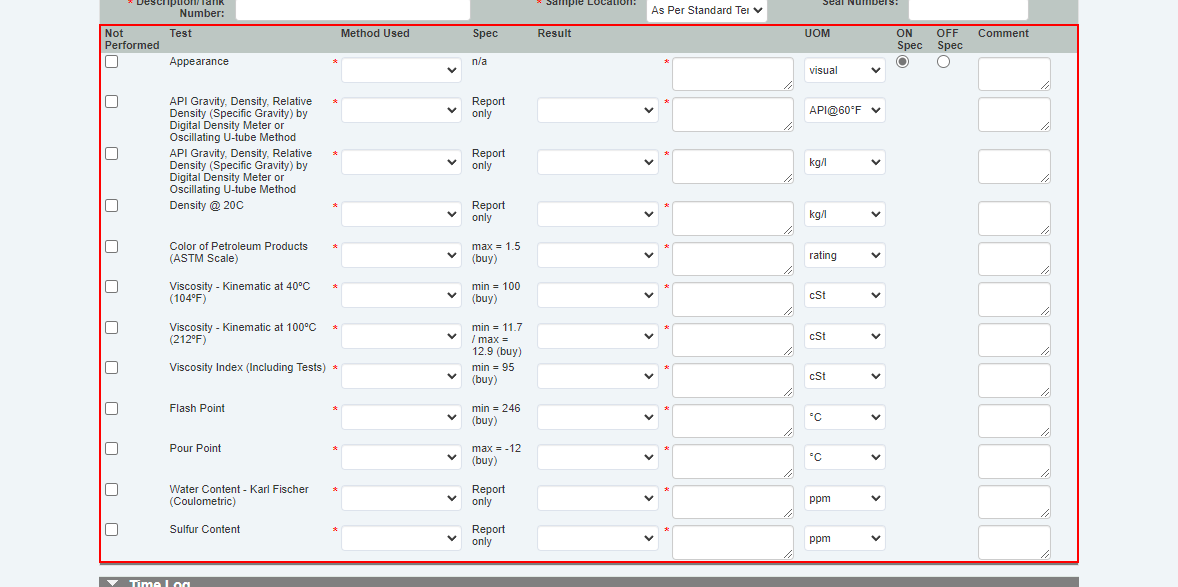 * Description/Tank Number:
* Sample Location:
As Per Standard Ter
Seal Numbers:
Not Performed Test Method Used Spec Result UOM ON Spec OFF Spec Comment
Appearance * n/a * visual
API Gravity, Density, Relative Density (Specific Gravity) by Digital Density Meter or Oscillating U-tube Method * Report only * API@60°F
API Gravity, Density, Relative Density (Specific Gravity) by Digital Density Meter or Oscillating U-tube Method * Report only * kg/l
Density @ 20C * Report only * kg/l
Color of Petroleum Products (ASTM Scale) * max = 1.5 (buy) * rating
Viscosity - Kinematic at 40ºC (104ºF) * min = 100 (buy) * cSt
Viscosity - Kinematic at 100ºC (212ºF) * min = 11.7 / max = 12.9 (buy) * cSt
Viscosity Index (Including Tests) * min = 95 (buy) * cSt
Flash Point * min = 246 (buy) * °C
Pour Point * max = -12 (buy) * °C
Water Content - Karl Fischer (Coulometric) * Report only * ppm
Sulfur Content * Report only * ppm
Time Log